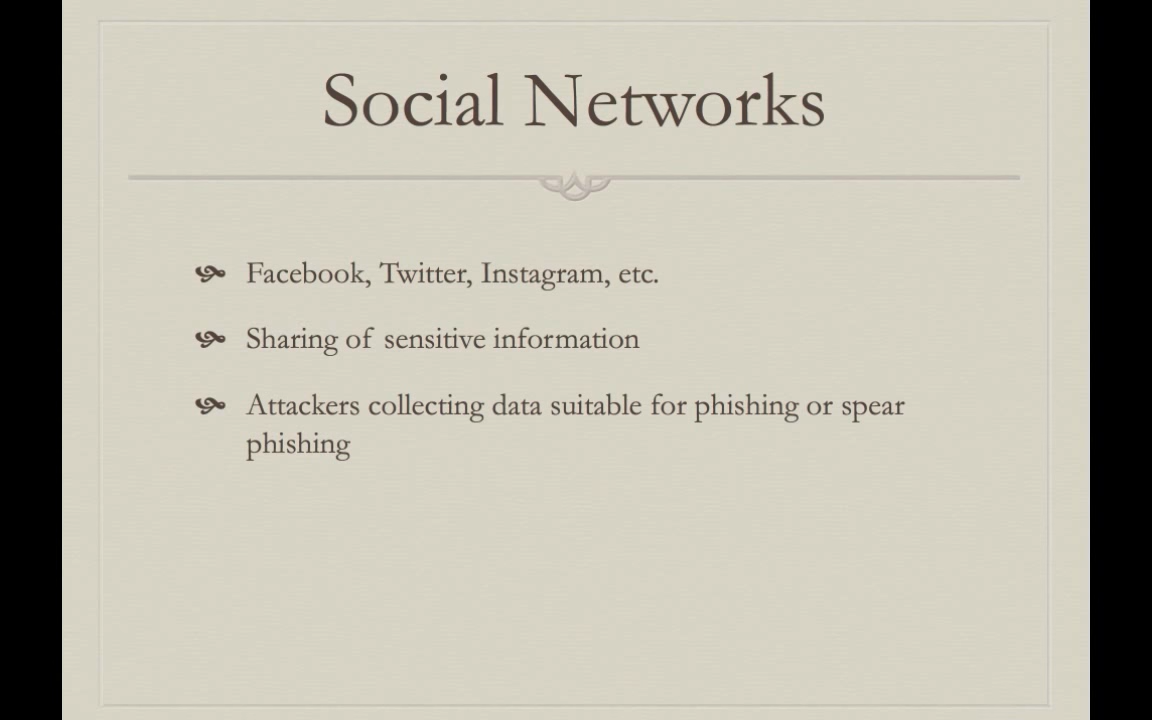 Social Networks
Facebook, Twitter, Instagram, etc.
Sharing of sensitive information
Attackers collecting data suitable for phishing or spear
phishing